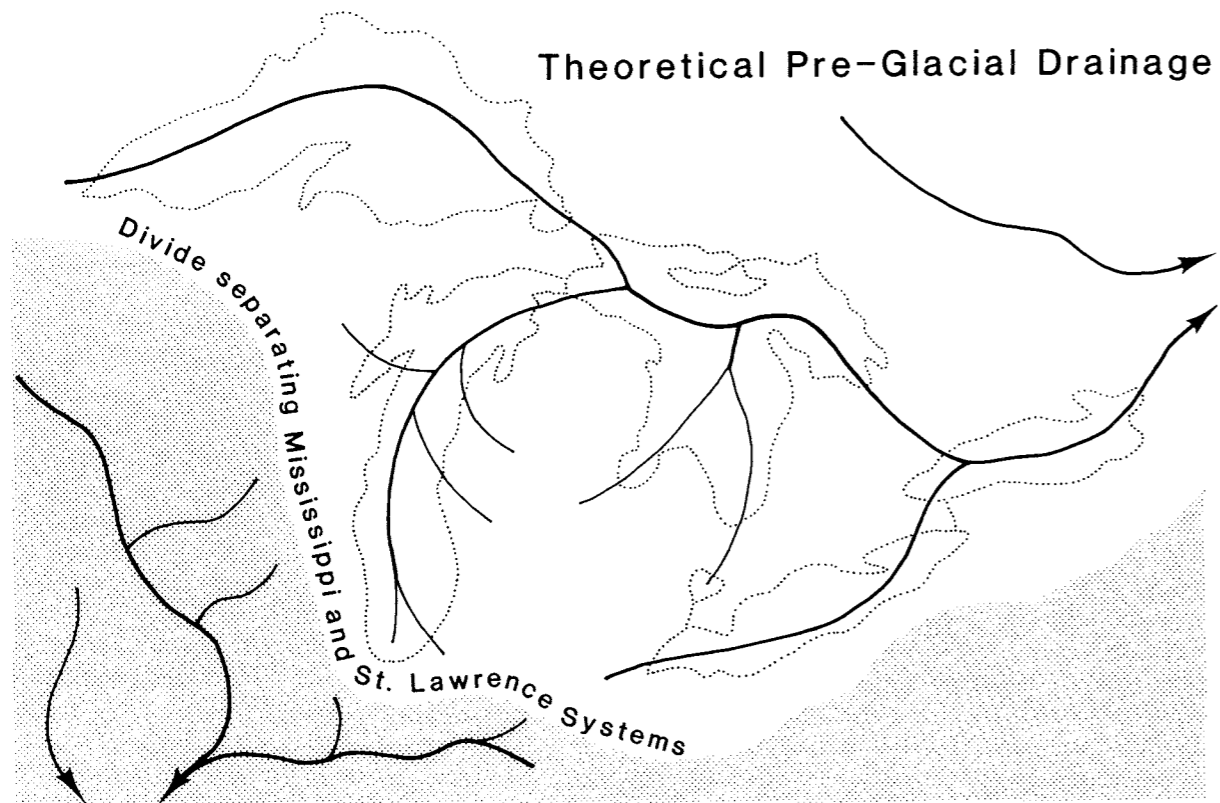 Theoretical Pre-Glacial Drainage
Divide separating Mississippi and St. Lawrence Systems